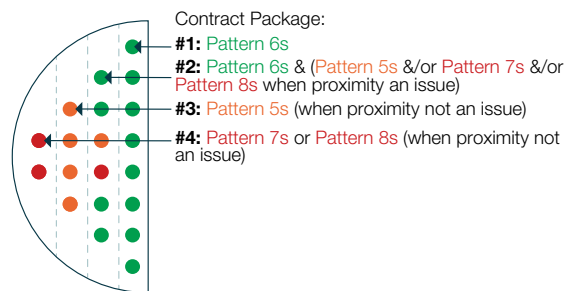 Contract Package:
#1: Pattern 6s
#2: Pattern 6s & (Pattern 5s &/or Pattern 7s &/or
Pattern 8s when proximity an issue)
#3: Pattern 5s (when proximity not an issue)
#4: Pattern 7s or Pattern 8s (when proximity not
an issue)